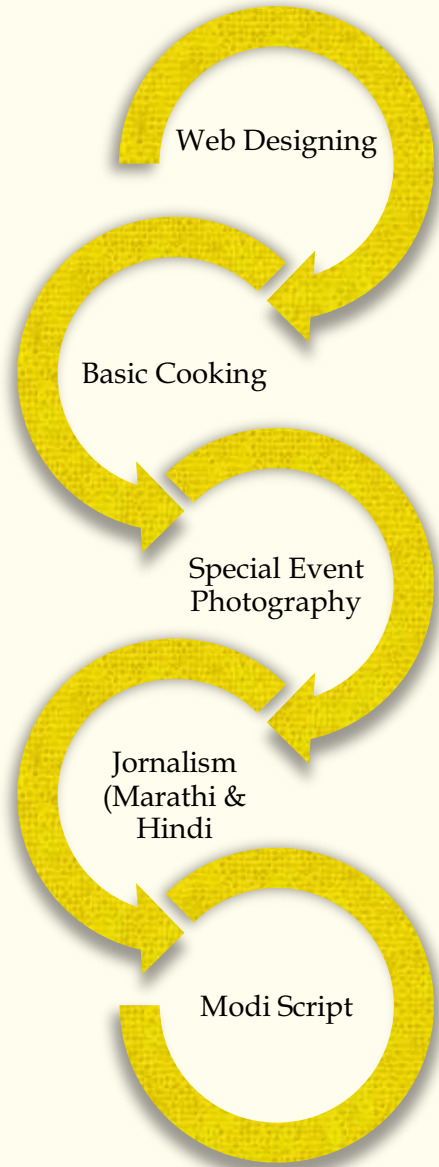 Web Designing
Basic Cooking
Special Event
Photography
Jornalism
(Marathi &
Hindi
Modi Script